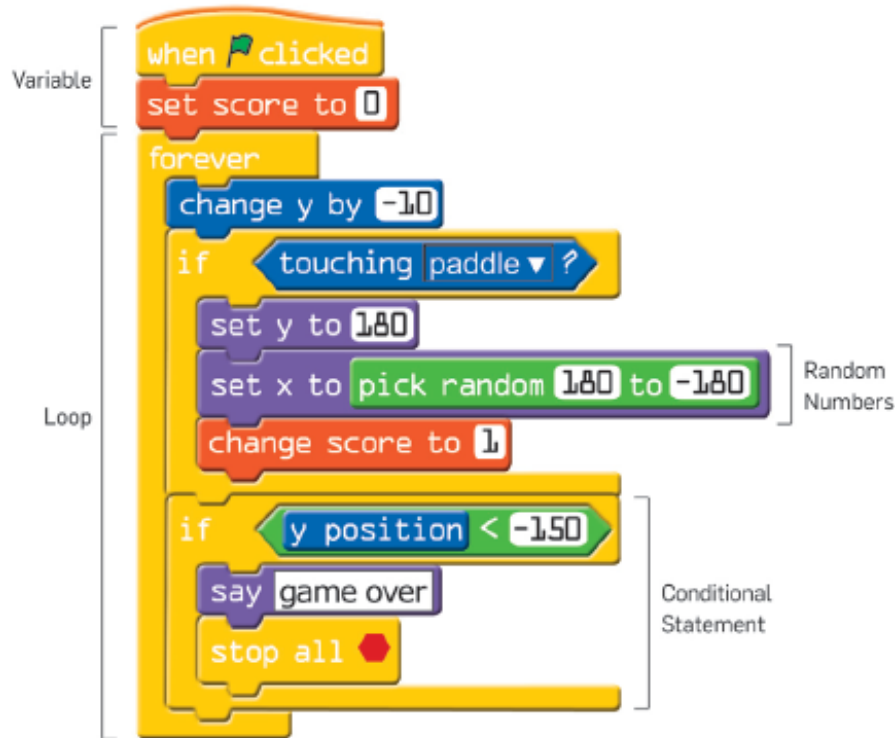 when clicked
Variable
set score to 0
forever
change y by -10
if touching paddle ?
set y to 180
set x to pick random 180 to -180
Random
Numbers
Loop
change score to 1
if y position < -150
say game over
Conditional
Statement
stop all